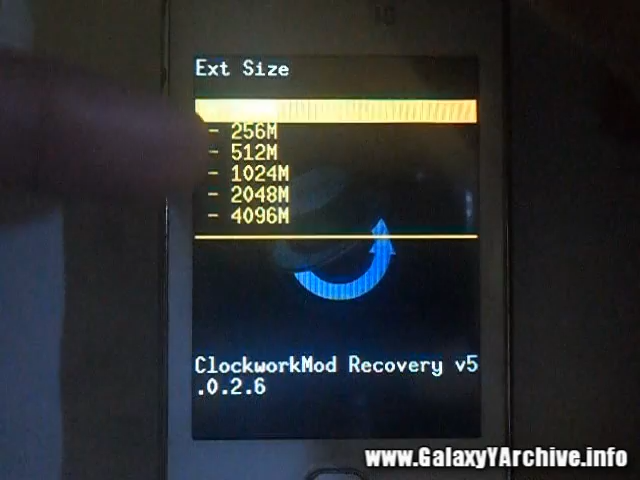 Ext Size
- 256M
- 512M
- 1024M
- 2048M
- 4096M
ClockworkMod Recovery v5
.0.2.6
www.GalaxyYArchive.info